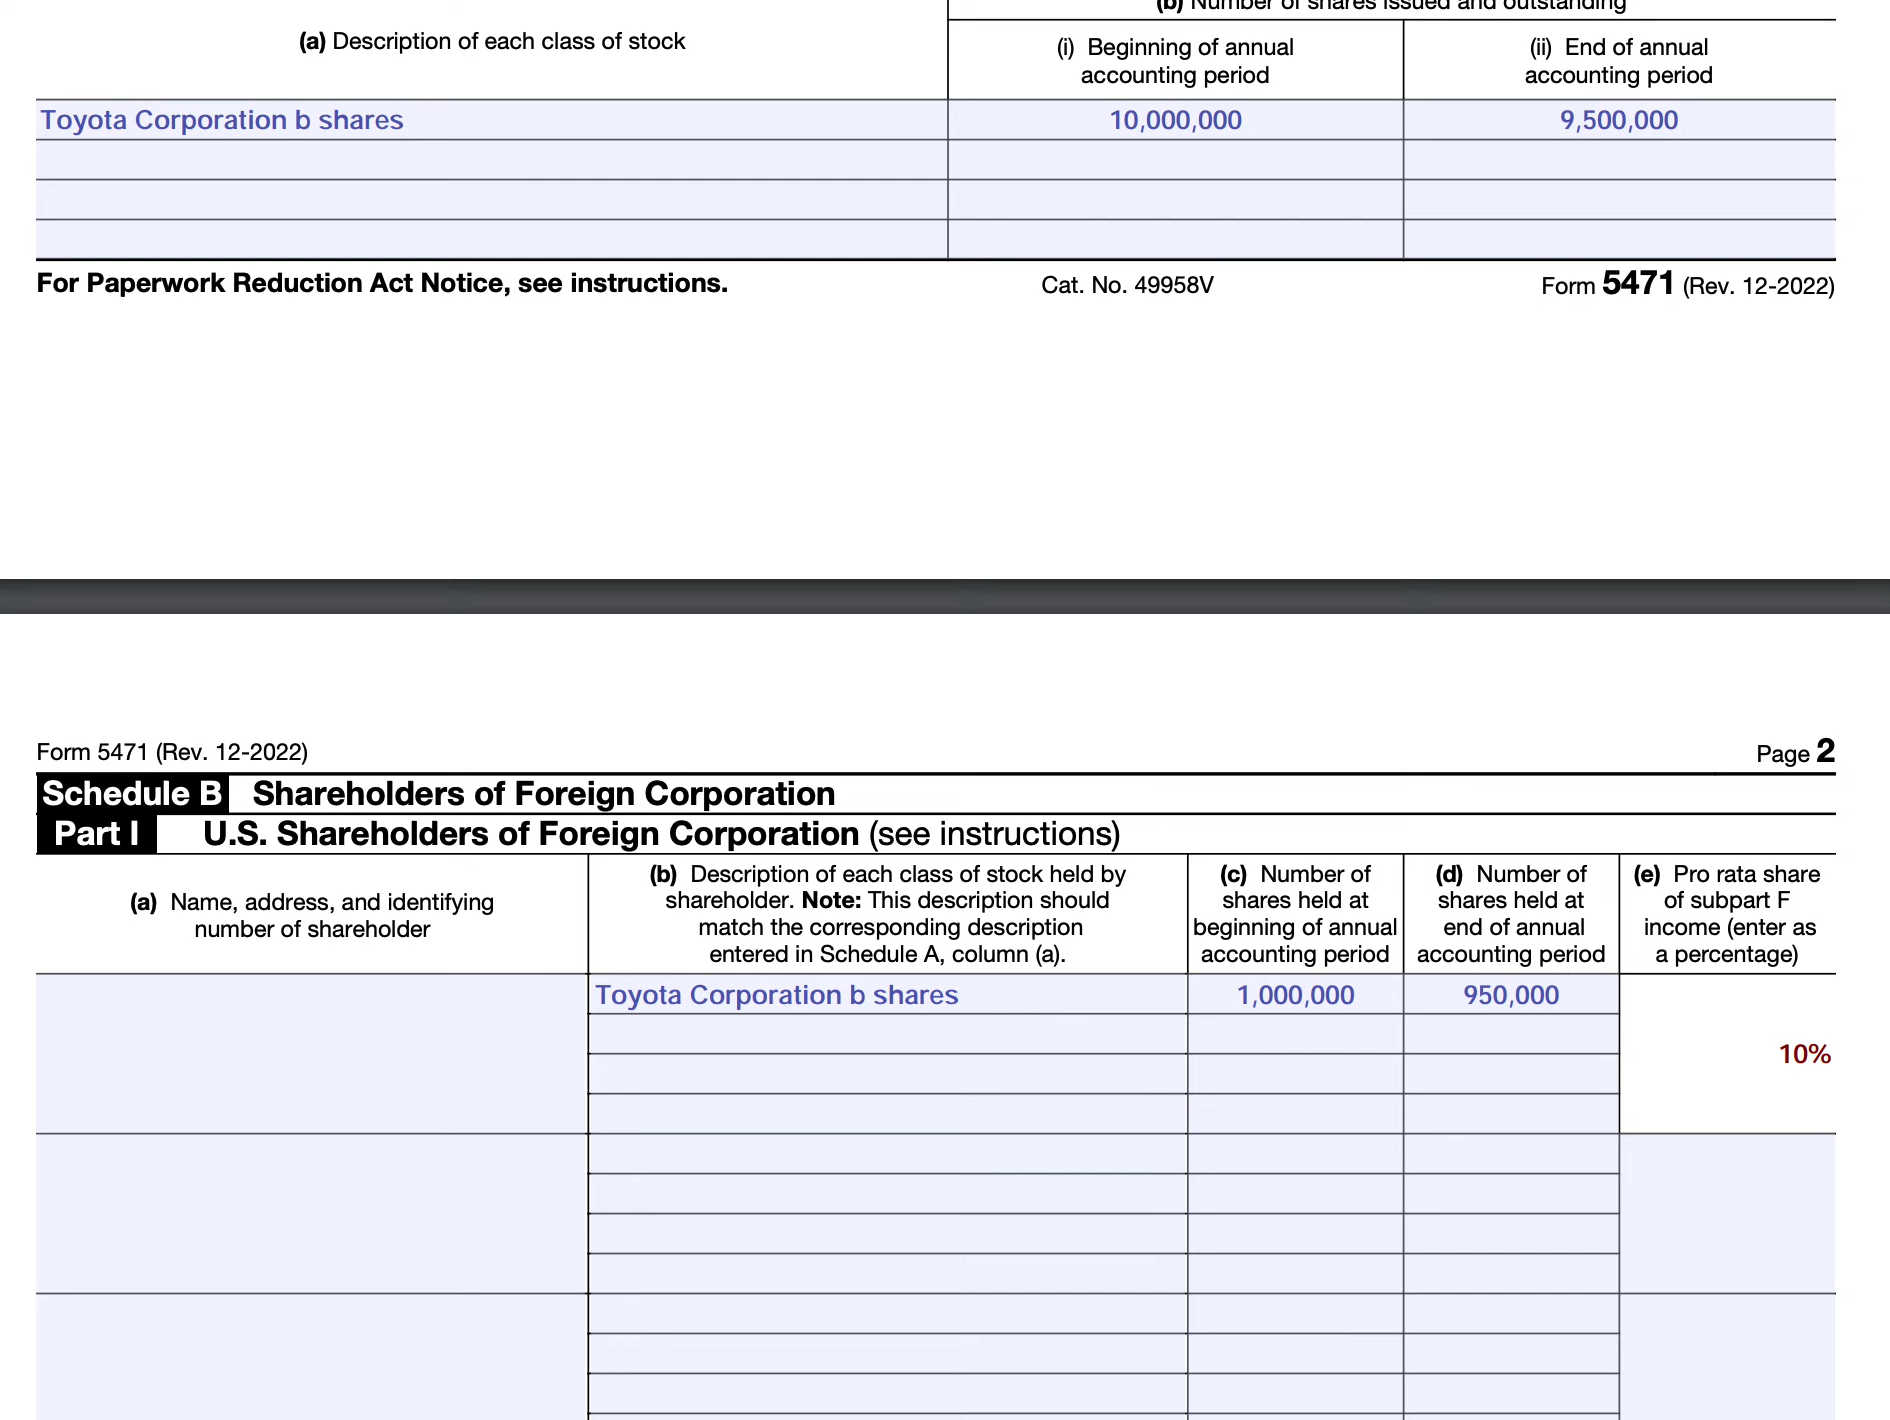 (b) Number of shares issued and outstanding
(a) Description of each class of stock
(i) Beginning of annual
accounting period
(ii) End of annual
accounting period
Toyota Corporation b shares 10,000,000 9,500,000
For Paperwork Reduction Act Notice, see instructions. Cat. No. 49958V Form 5471 (Rev. 12-2022)
Form 5471 (Rev. 12-2022) Page 2
Schedule B Shareholders of Foreign Corporation
Part I U.S. Shareholders of Foreign Corporation (see instructions)
(a) Name, address, and identifying
number of shareholder
(b) Description of each class of stock held by
shareholder. Note: This description should
match the corresponding description
entered in Schedule A, column (a).
(c) Number of
shares held at
beginning of annual
accounting period
(d) Number of
shares held at
end of annual
accounting period
(e) Pro rata share
of subpart F
income (enter as
a percentage)
Toyota Corporation b shares 1,000,000 950,000
10%